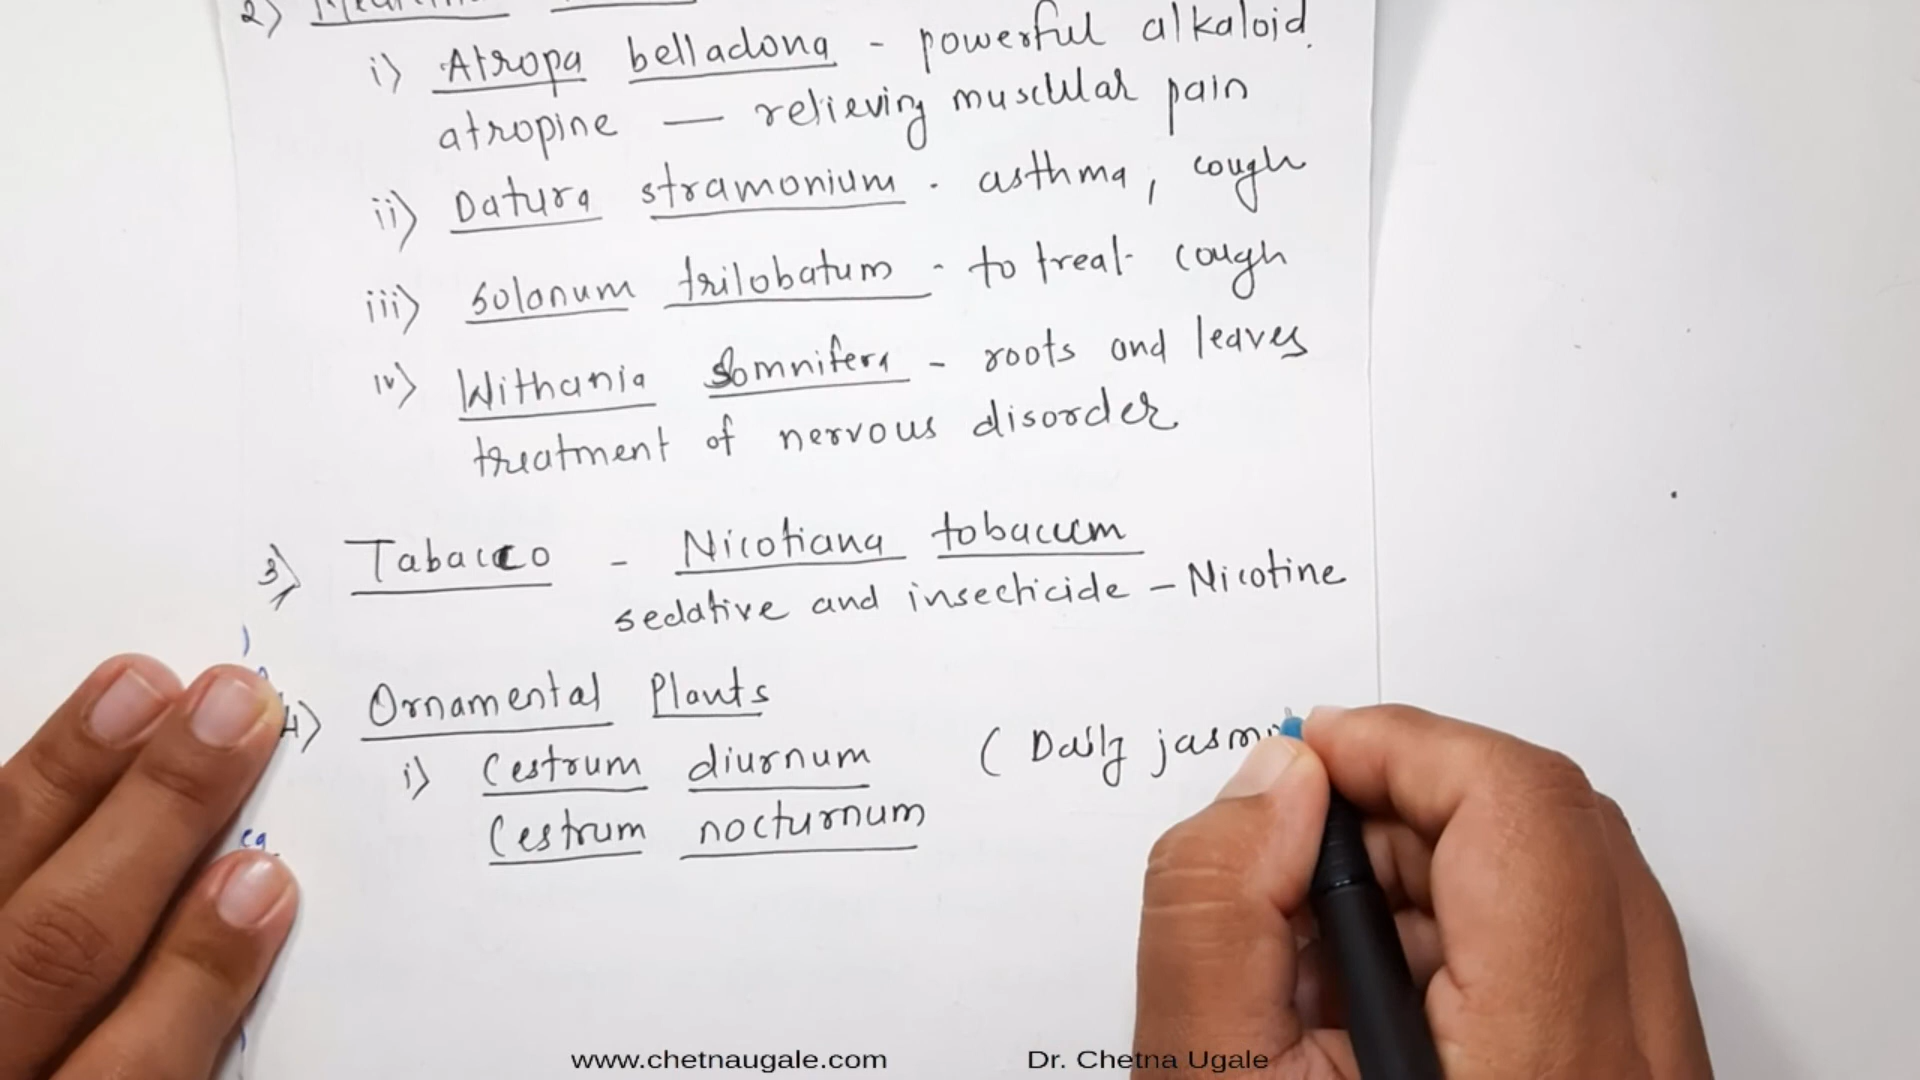 2)
i) Atropa belladona - powerful alkaloid.
atropine — relieving muscular pain
ii) Datura stramonium - asthma, cough
iii) Solanum trilobatum - to treat cough
iv) Withania Somnifera - roots and leaves
treatment of nervous disorder
3) Tabacco - Nicotiana tobaccum
sedative and insecticide - Nicotine
4) Ornamental Plants
i) Cestrum diurnum ( Daily jasm
Cestrum nocturnum
eg.
www.chetnaugale.com Dr. Chetna Ugale